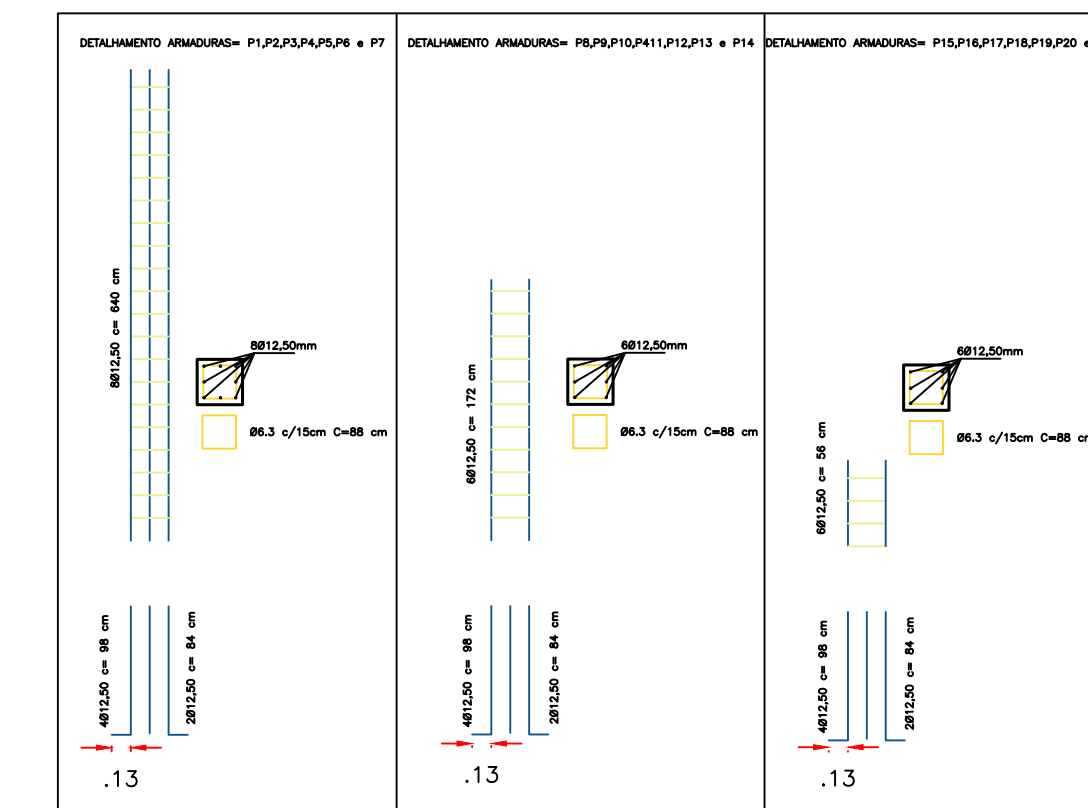 DETALHAMENTO ARMADURAS= P1,P2,P3,P4,P5,P6 e P7
8Ø12,50 c= 640 cm
8Ø12,50mm
Ø6.3 c/15cm C=88 cm
4Ø12,50 c= 98 cm
2Ø12,50 c= 84 cm
.13
DETALHAMENTO ARMADURAS= P8,P9,P10,P411,P12,P13 e P14
6Ø12,50 c= 172 cm
6Ø12,50mm
Ø6.3 c/15cm C=88 cm
4Ø12,50 c= 98 cm
2Ø12,50 c= 84 cm
.13
DETALHAMENTO ARMADURAS= P15,P16,P17,P18,P19,P20 e
6Ø12,50 c= 56 cm
6Ø12,50mm
Ø6.3 c/15cm C=88
4Ø12,50 c= 98 cm
2Ø12,50 c= 84 cm
.13